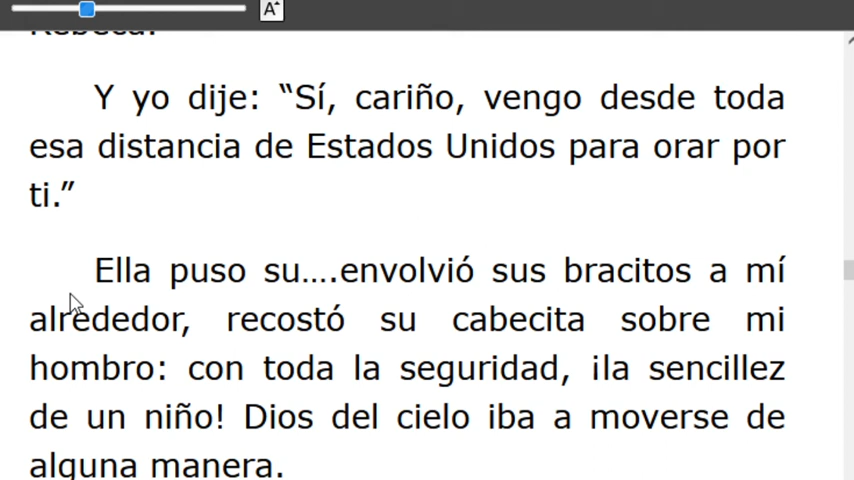 A
Rebeca.
Y yo dije: “Sí, cariño, vengo desde toda
esa distancia de Estados Unidos para orar por
ti.”
Ella puso su….envolvió sus bracitos a mí
alrededor, recostó su cabecita sobre mi
hombro: con toda la seguridad, ¡la sencillez
de un niño! Dios del cielo iba a moverse de
alguna manera.